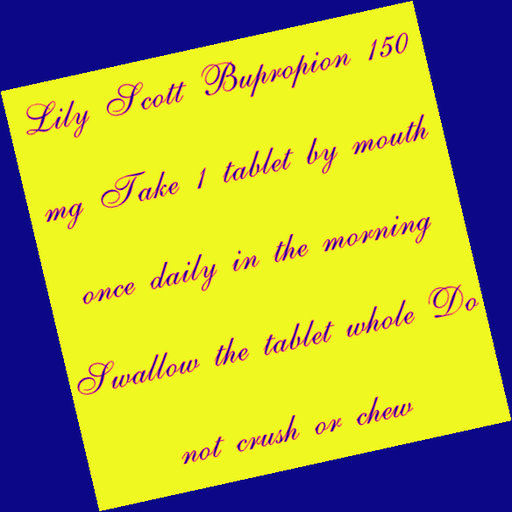 Lily Scott Bupropion 150
mg Take 1 tablet by mouth
once daily in the morning
Swallow the tablet whole Do
not crush or chew